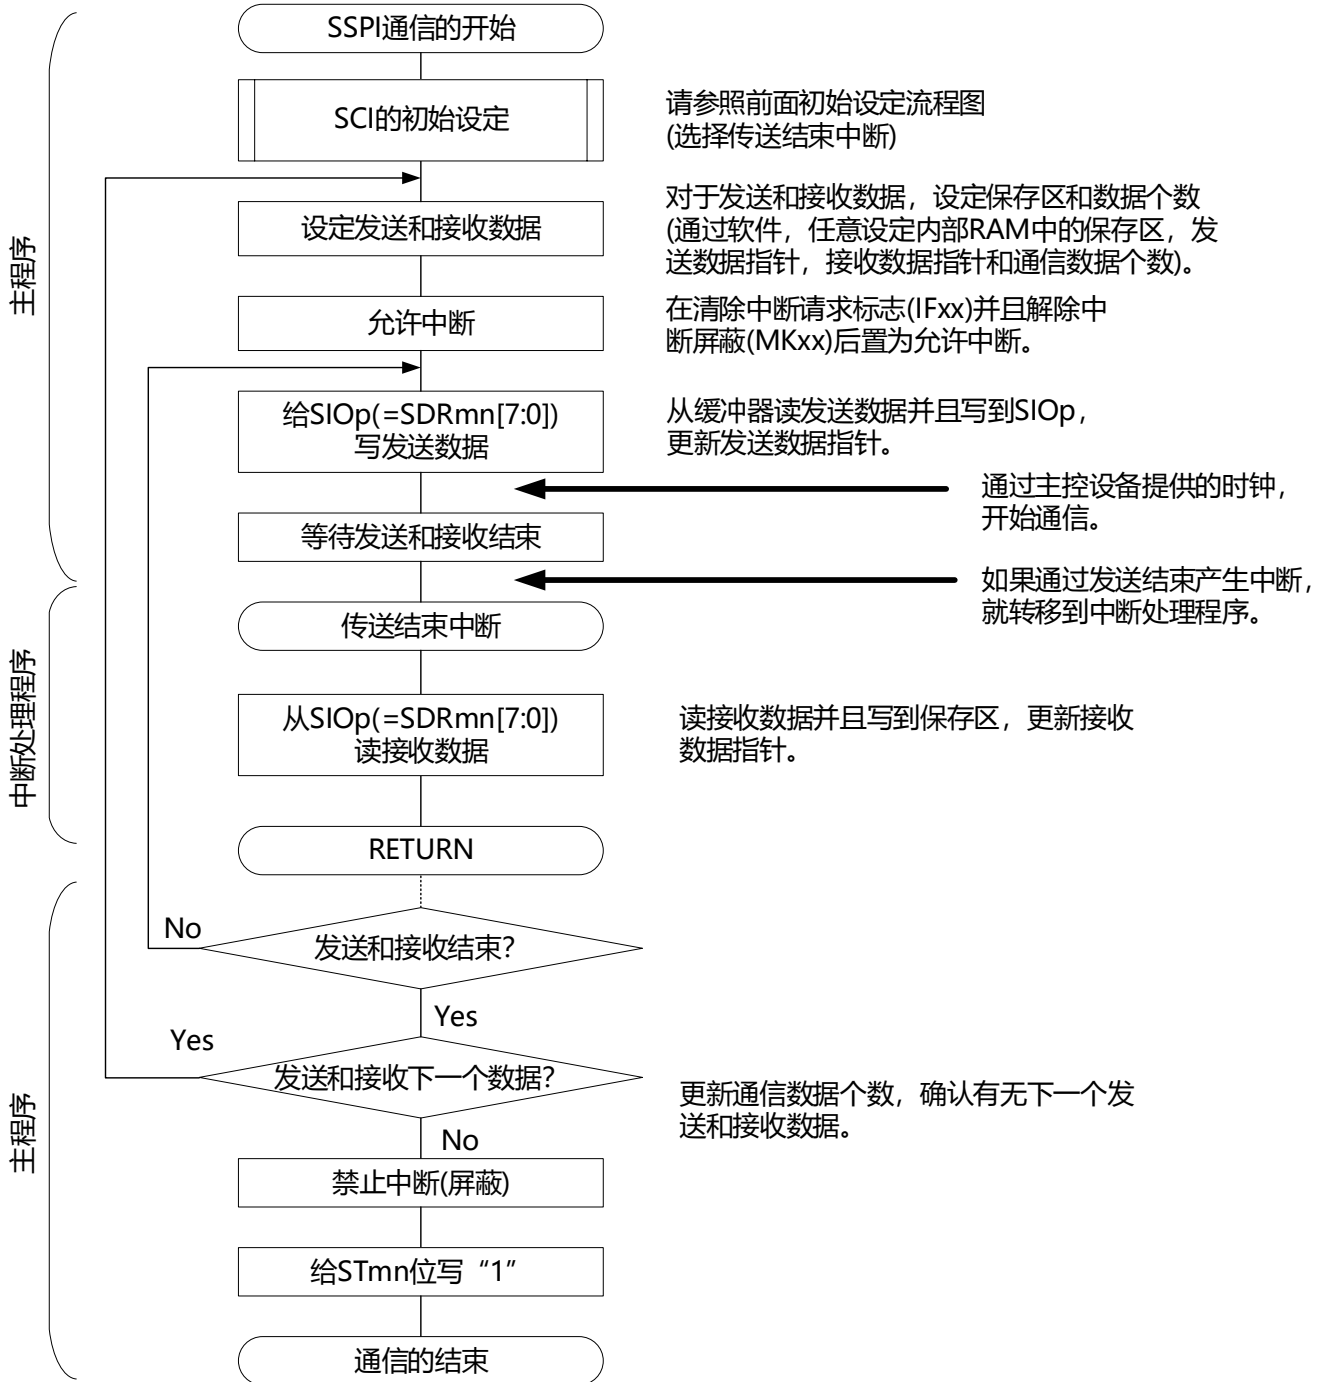 SSPI通信的开始
SCI的初始设定
请参照前面初始设定流程图
(选择传送结束中断)
设定发送和接收数据
对于发送和接收数据，设定保存区和数据个数
(通过软件，任意设定内部RAM中的保存区，发
送数据指针，接收数据指针和通信数据个数)。
主程序
允许中断
在清除中断请求标志(IFxx)并且解除中
断屏蔽(MKxx)后置为允许中断。
给SIOp(=SDRmn[7:0])
写发送数据
从缓冲器读发送数据并且写到SIOp，
更新发送数据指针。
通过主控设备提供的时钟，
开始通信。
等待发送和接收结束
如果通过发送结束产生中断，
就转移到中断处理程序。
传送结束中断
中断处理程序
从SIOp(=SDRmn[7:0])
读接收数据
读接收数据并且写到保存区，更新接收
数据指针。
RETURN
No
发送和接收结束？
Yes
Yes
发送和接收下一个数据？
更新通信数据个数，确认有无下一个发
送和接收数据。
主程序
No
禁止中断(屏蔽)
给STmn位写“1”
通信的结束